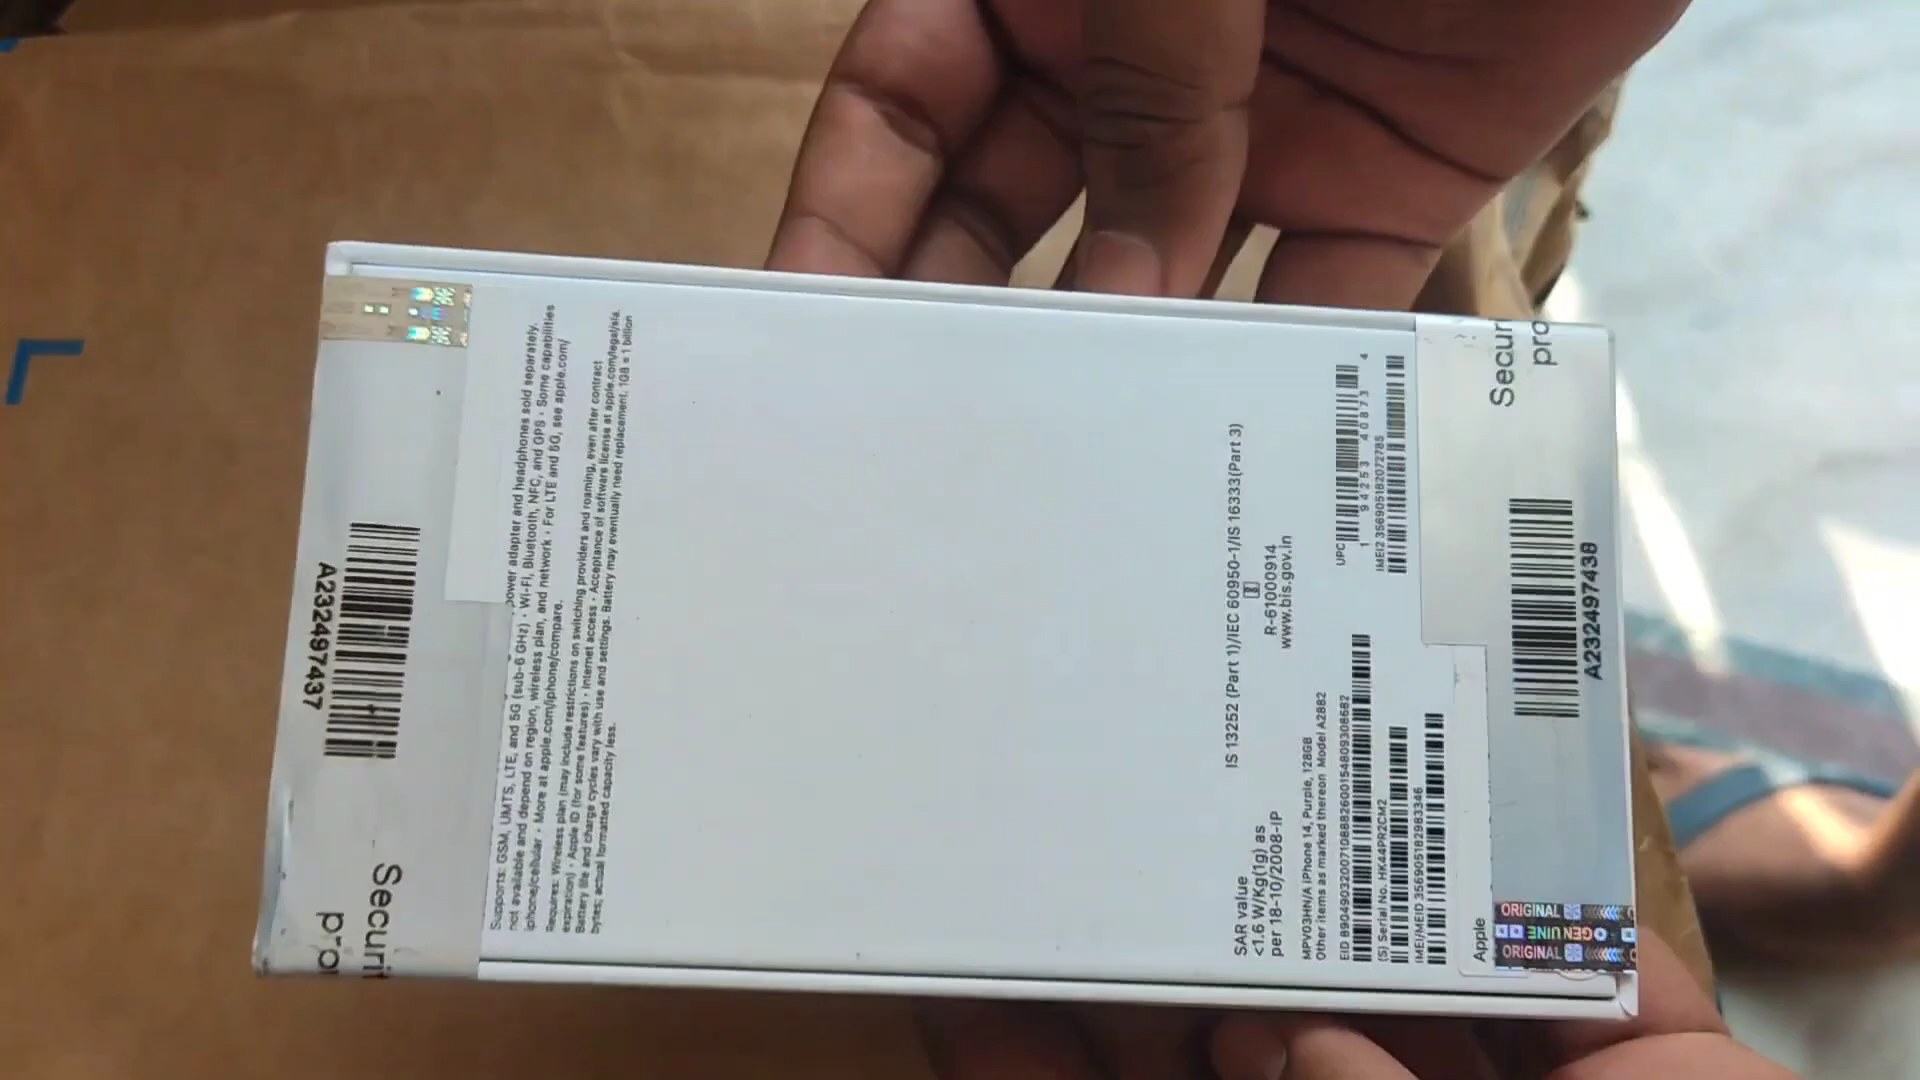 A232497437
Securit
Supports: GSM, UMTS, LTE, and 5G (sub-6 GHz) • Wi-Fi, Bluetooth, NFC, and GPS • Some capabilities
power adapter and headphones sold separately.
not available and depend on region, wireless plan, and network • For LTE and 5G, see apple.com/
iphone/cellular • More at apple.com/iphone/compare.
Requires: Wireless plan (may include restrictions on switching providers and roaming, even after contract
expiration) • Apple ID (for some features) • Internet access • Acceptance of software license at apple.com/legal/sla.
Battery life and charge cycles vary with use and settings. Battery may eventually need replacement. 1GB = 1 billion
bytes; actual formatted capacity less.
IS 13252 (Part 1)/IEC 60950-1/IS 16333(Part 3)
R-61000914
www.bis.gov.in
SAR value
<1.6 W/Kg(1g) as
per 18-10/2008-IP
MPV03HN/A iPhone 14, Purple, 128GB
Other items as marked thereon Model A2882
EID 89049032007108882600154809308682
(S) Serial No. HK44PR2CM2
IMEI/MEID 356905182983346
UPC
1 94253 40873 4
IMEI2 356905182072785
Apple
Secur
pro
A232497438
ORIGINAL
GENUINE
ORIGINAL